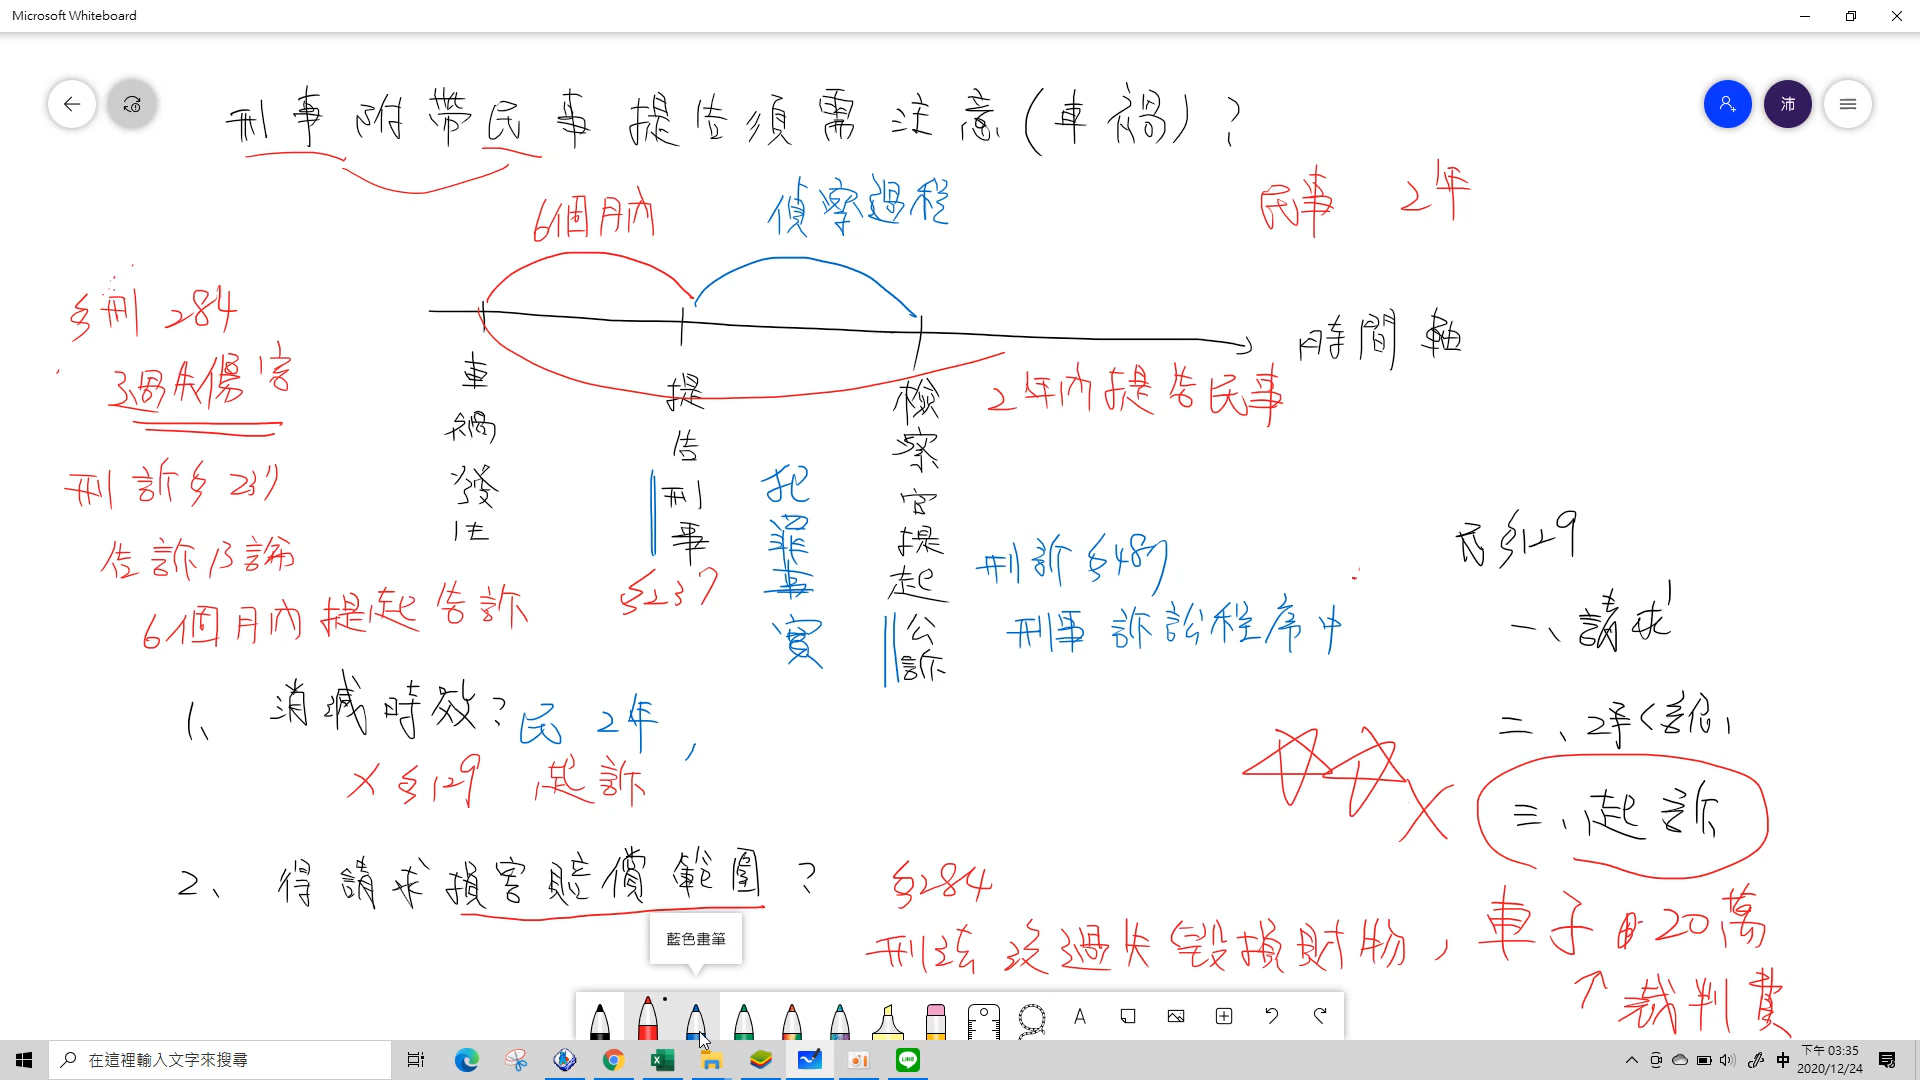 Microsoft Whiteboard
沛
刑事附帶民事提告須需注意(車禍)?
6個月內
偵察過程
民事 2年
時間軸
§刑 284
過失傷害
刑訴§237
告訴乃論
6個月內提起告訴
車禍發生
提告刑事
§237
犯罪事實
檢察官提起公訴
2年內提告民事
刑訴§487
刑事訴訟程序中
民§129
一、請求
三、起訴
1、消滅時效?民 2年,
X §129 起訴
2、得請求損害賠償範圍?
§284
刑法沒過失毀損財物,車子 20萬
↑裁判費
藍色畫筆
A
在這裡輸入文字來搜尋
中
下午 03:35
2020/12/24